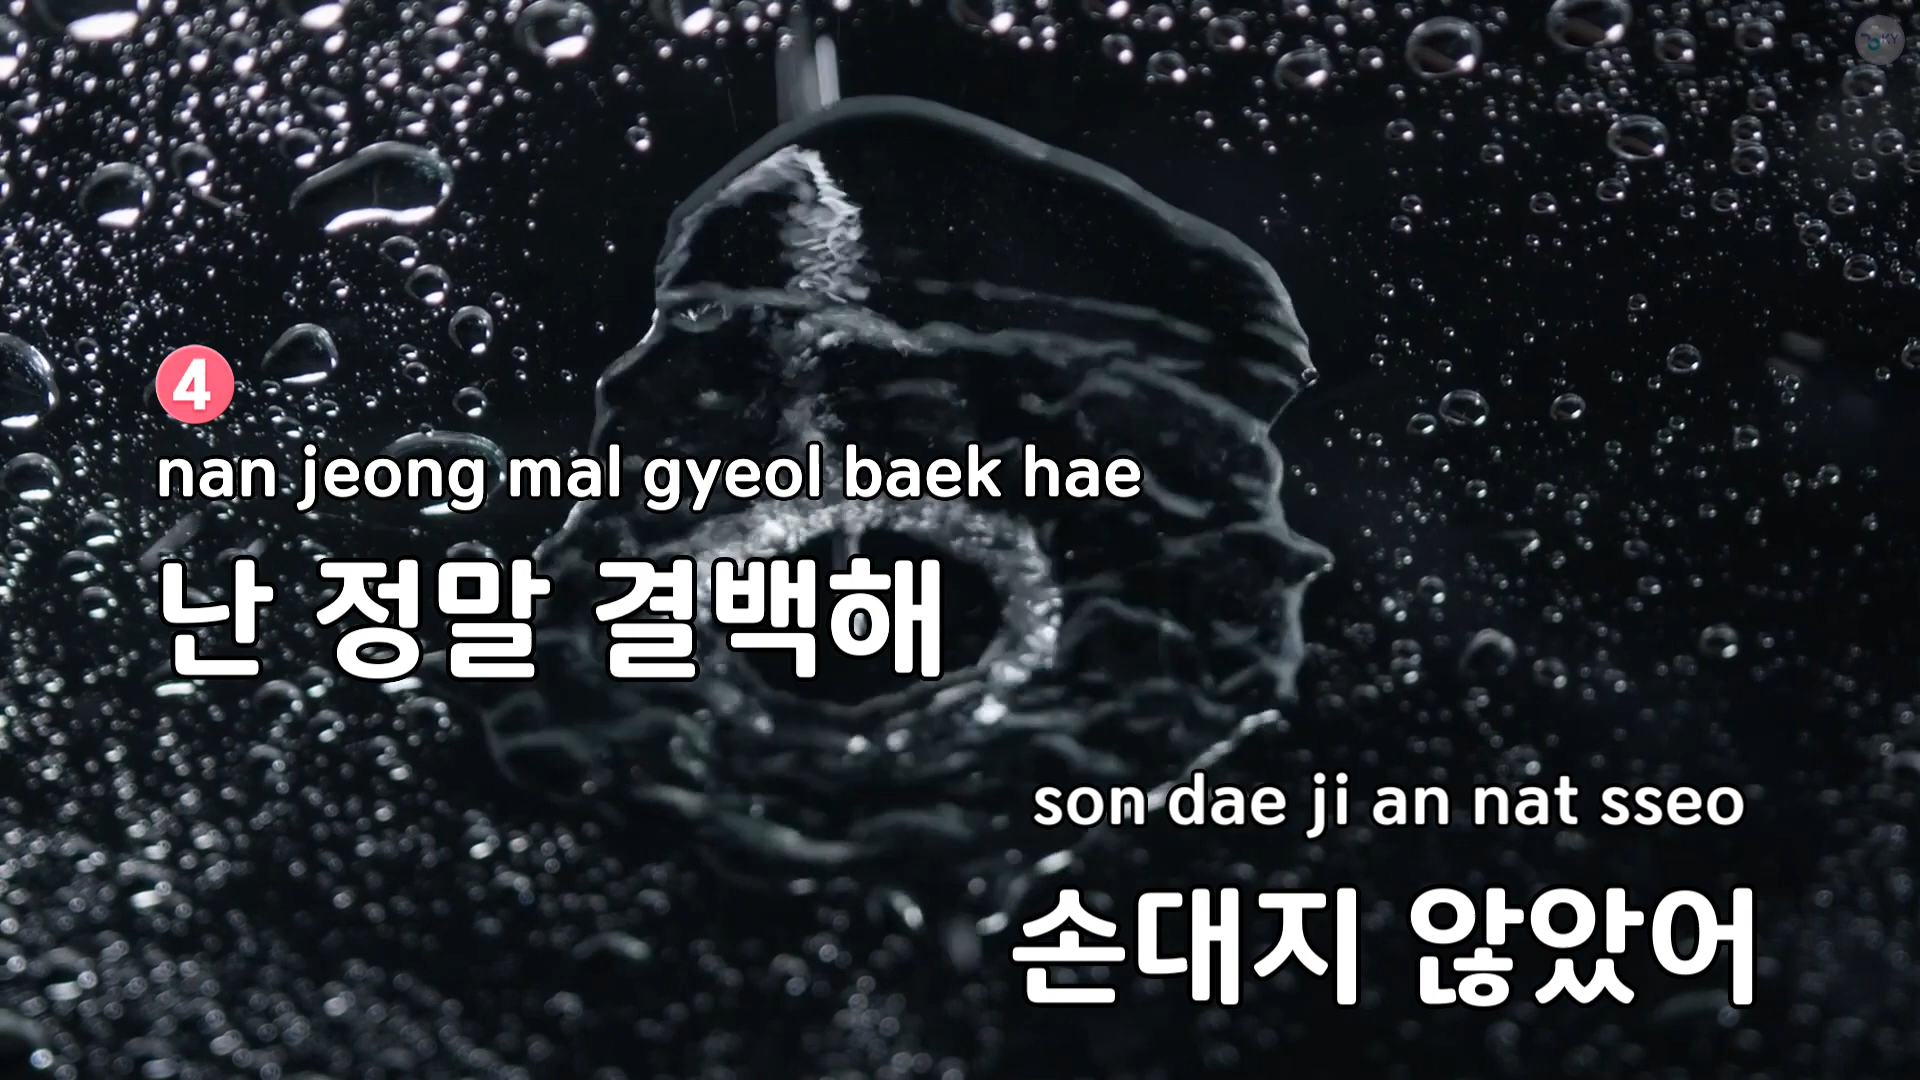 KY
4
nan jeong mal gyeol baek hae
난 정말 결백해
son dae ji an nat sseo
손대지 않았어